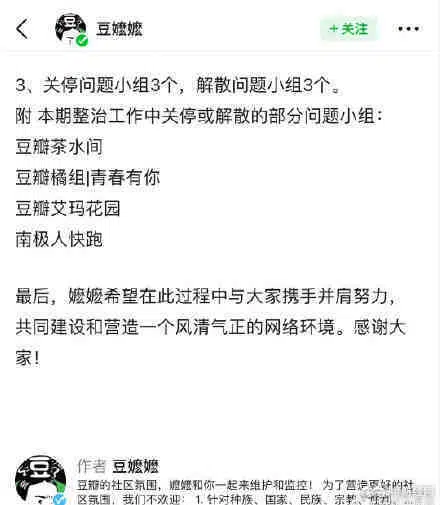 豆嬷嬷
+关注
3、关停问题小组3个，解散问题小组3个。
附 本期整治工作中关停或解散的部分问题小组：
豆瓣茶水间
豆瓣橘组|青春有你
豆瓣艾玛花园
南极人快跑
最后，嬷嬷希望在此过程中与大家携手并肩努力，
共同建设和营造一个风清气正的网络环境。感谢大
家！
作者 豆嬷嬷
豆瓣的社区氛围，嬷嬷和你一起来维护和监控！为了营造更好的社
区氛围，我们不欢迎： 1. 针对种族、国家、民族、宗教、性别、